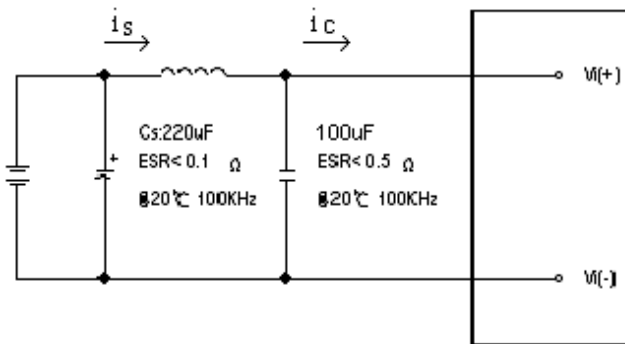 is
ic
Vi(+)
Cs:220uF
ESR<0.1 Ω
@20℃ 100KHz
100uF
ESR<0.5 Ω
@20℃ 100KHz
+
Vi(-)